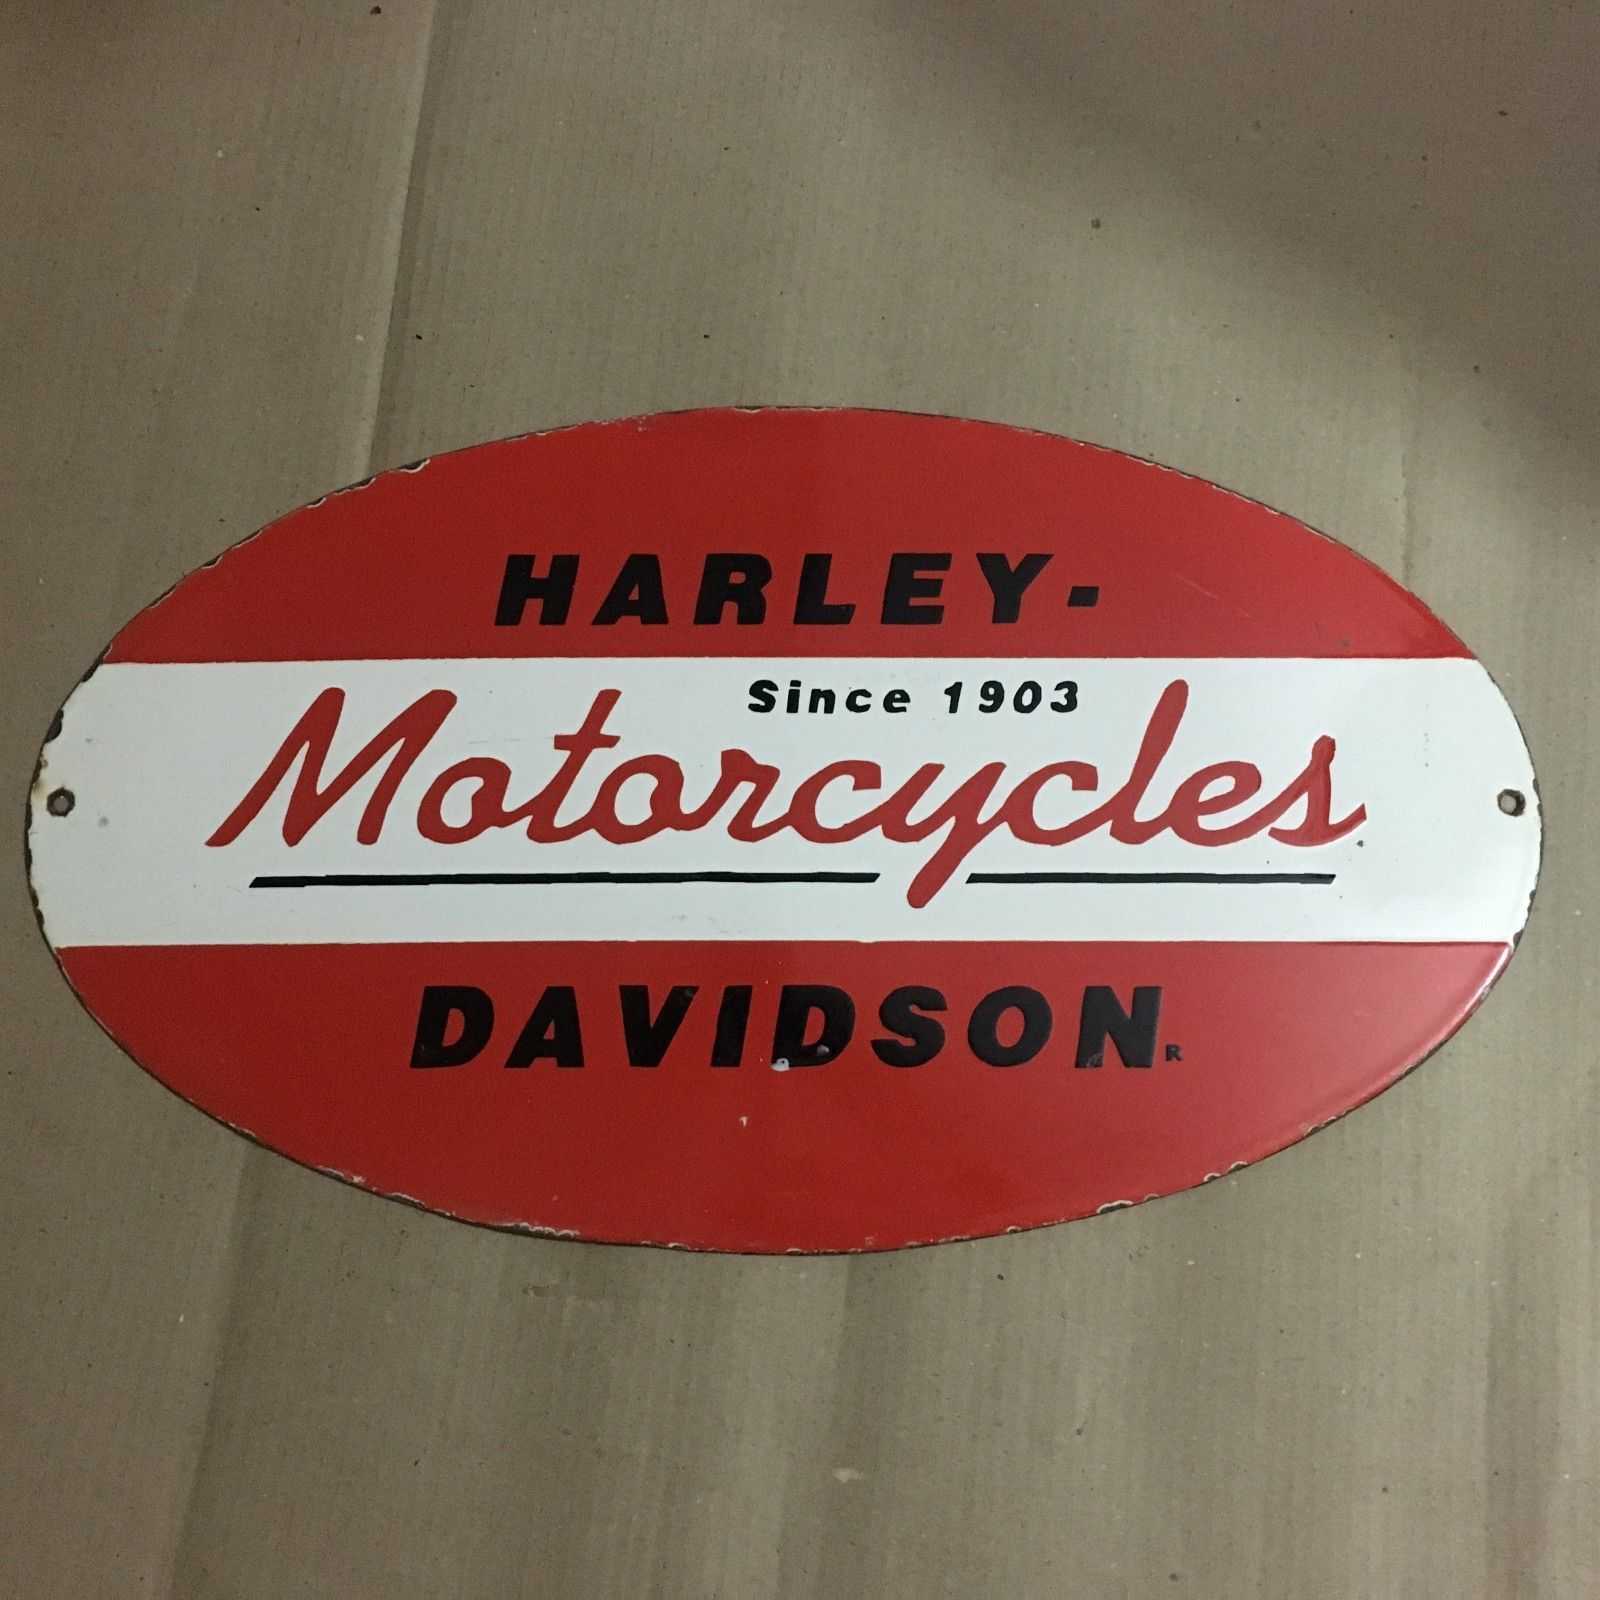 HARLEY-
Since 1903
Motorcycles
DAVIDSON R